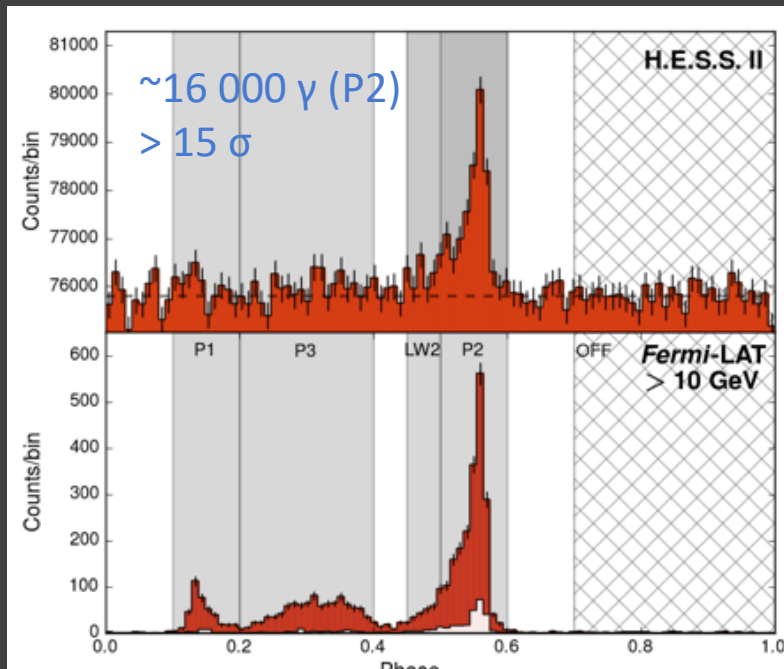 81000
80000
79000
78000
77000
76000
Counts/bin
~16 000 γ (P2)
> 15 σ
H.E.S.S. II
600
500
400
300
200
100
0
Counts/bin
P1
P3
LW2
P2
OFF
Fermi-LAT
> 10 GeV
0.0 0.2 0.4 0.6 0.8 1.0
Phase